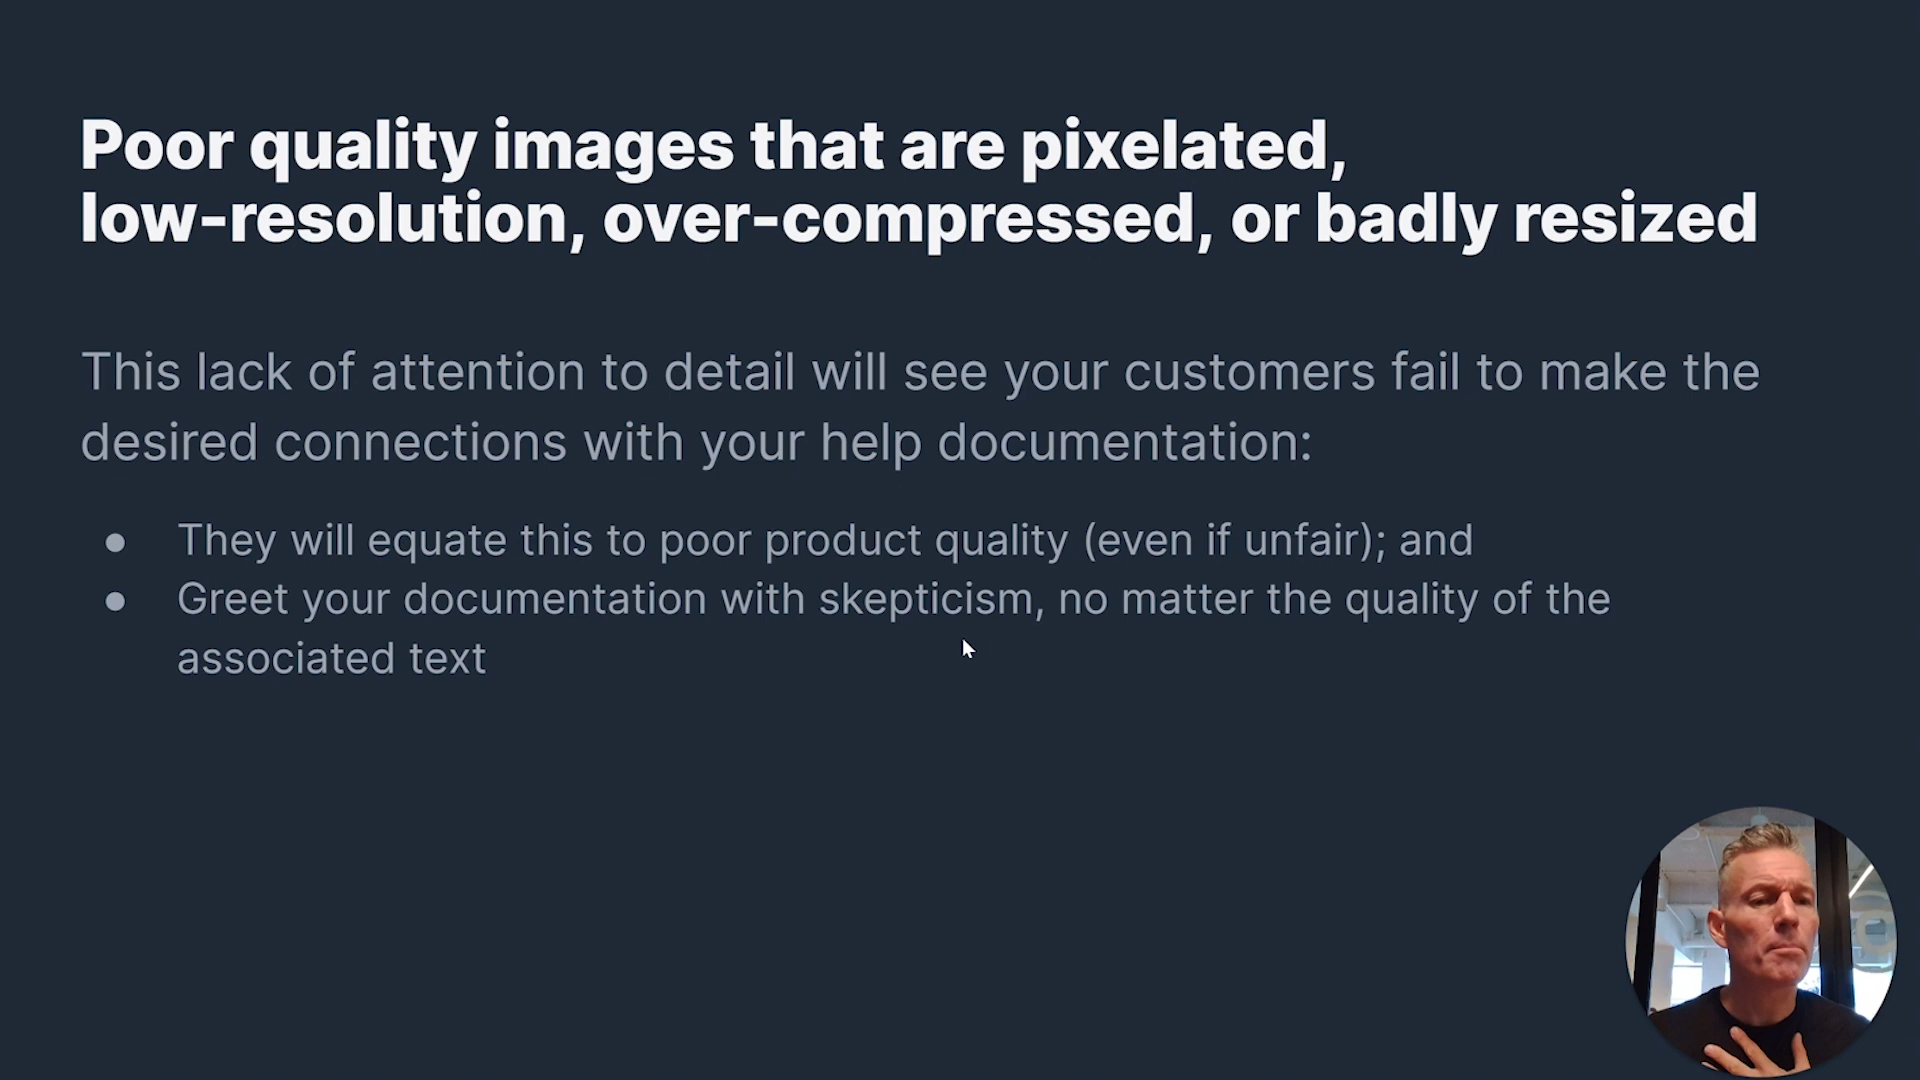 Poor quality images that are pixelated,
low-resolution, over-compressed, or badly resized
This lack of attention to detail will see your customers fail to make the
desired connections with your help documentation:
● They will equate this to poor product quality (even if unfair); and
● Greet your documentation with skepticism, no matter the quality of the
associated text